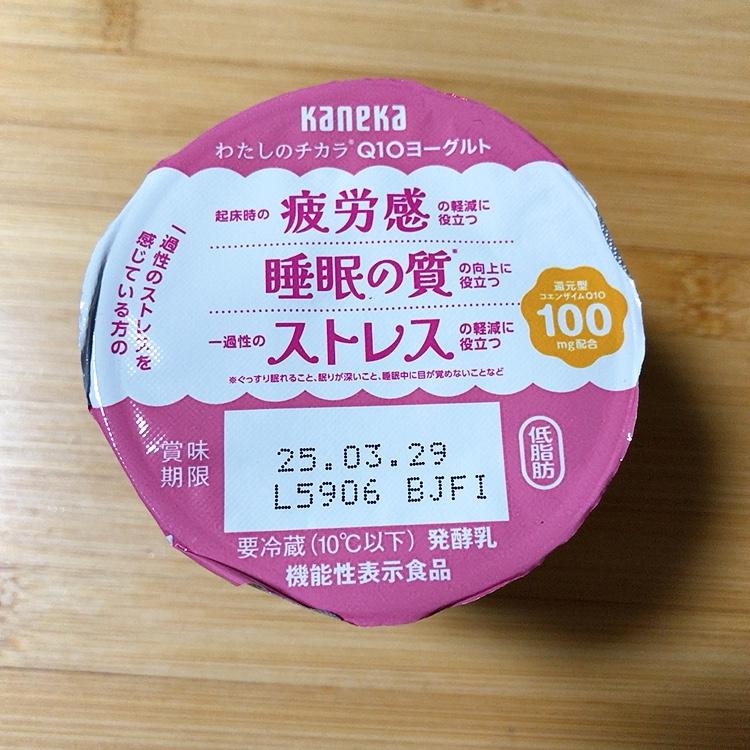 Kaneka
わたしのチカラ®Q10ヨーグルト
一過性のストレスを
感じている方の
起床時の 疲労感 の軽減に
役立つ
睡眠の質※ の向上に
役立つ
一過性の ストレス の軽減に
役立つ
※ぐっすり眠れること、眠りが深いこと、睡眠中に目が覚めないことなど
還元型
コエンザイムQ10
100
mg配合
賞味
期限
25.03.29
L5906 BJFI
低脂肪
要冷蔵(10℃以下) 発酵乳
機能性表示食品